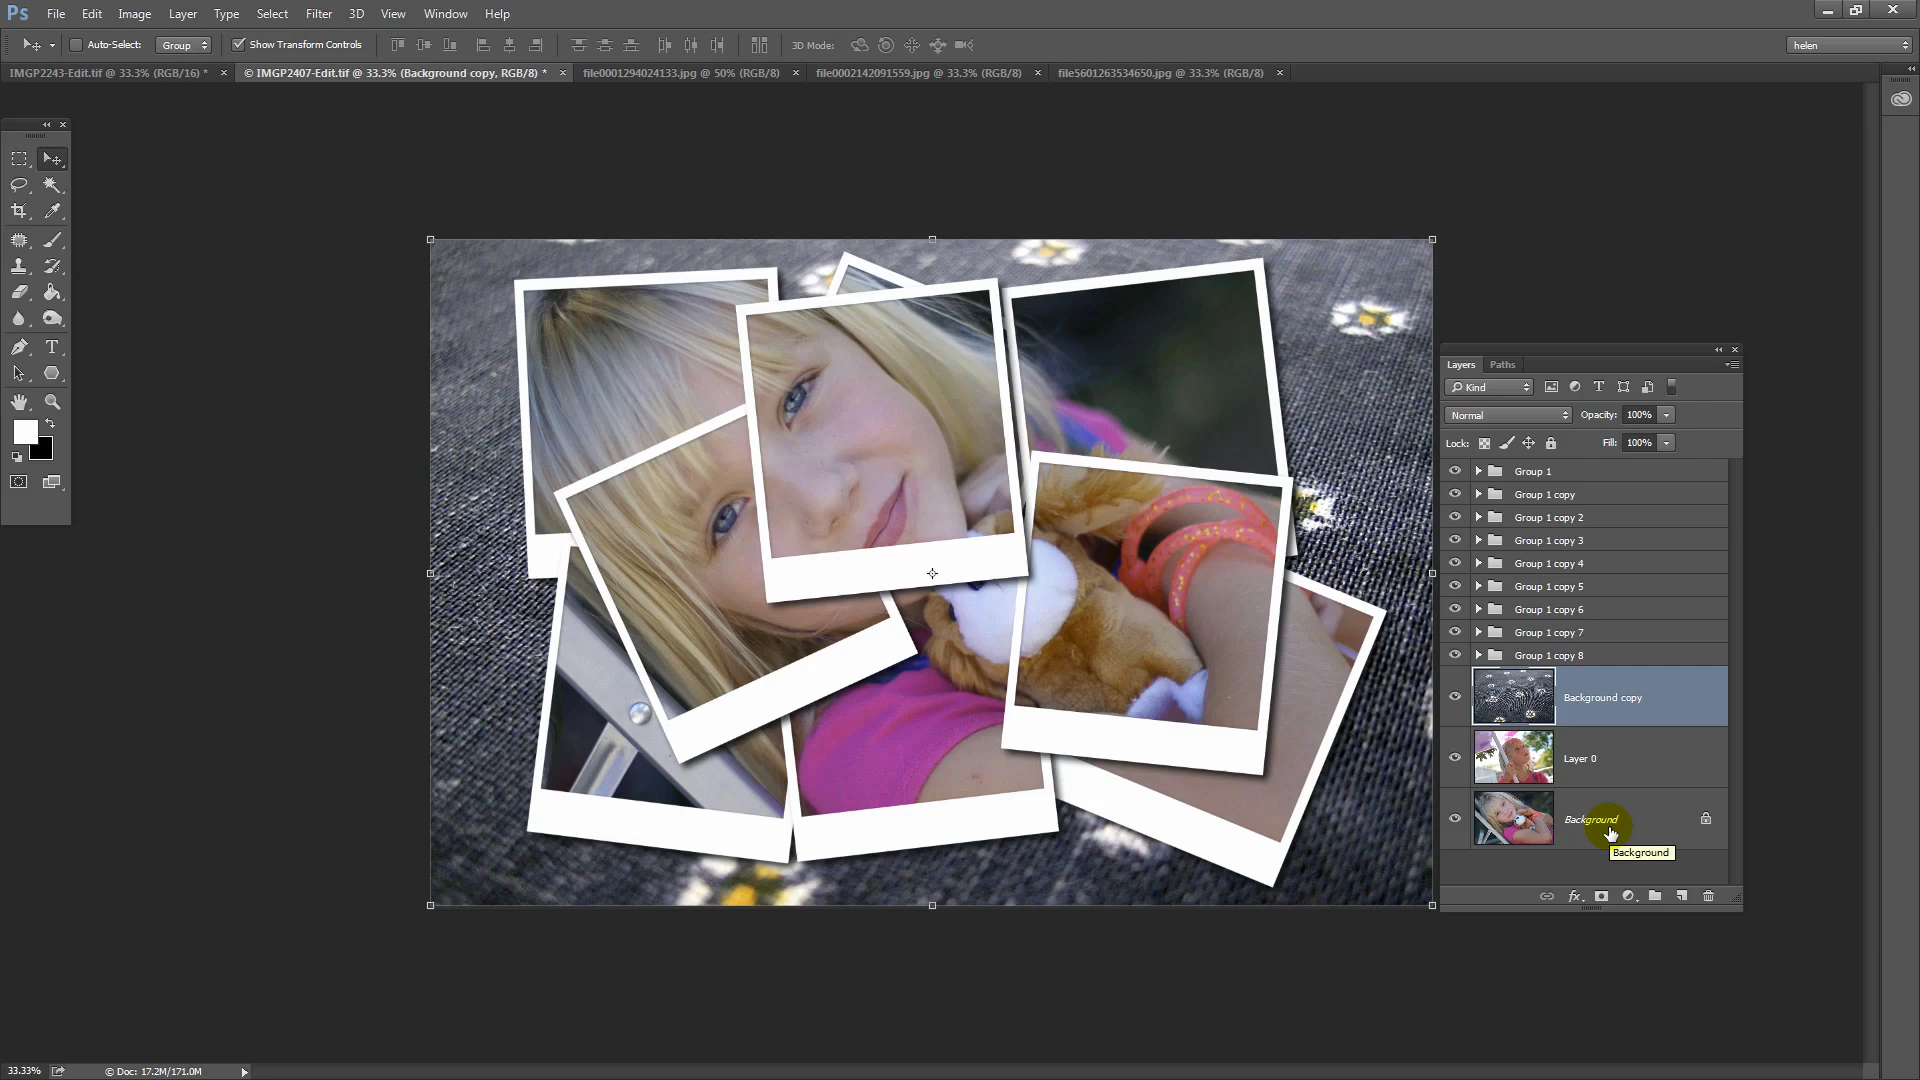 Ps File Edit Image Layer Type Select Filter 3D View Window Help
Auto-Select: Group Show Transform Controls 3D Mode: helen
IMGP2243-Edit.tif @ 33.3% (RGB/16) * × © IMGP2407-Edit.tif @ 33.3% (Background copy, RGB/8) * × file0001294024133.jpg @ 50% (RGB/8) × file0002142091559.jpg @ 33.3% (RGB/8) × file5601263534650.jpg @ 33.3% (RGB/8) ×
Layers Paths
Kind
Normal Opacity: 100%
Lock: Fill: 100%
Group 1
Group 1 copy
Group 1 copy 2
Group 1 copy 3
Group 1 copy 4
Group 1 copy 5
Group 1 copy 6
Group 1 copy 7
Group 1 copy 8
Background copy
Layer 0
Background
Background
fx
33.33% © Doc: 17.2M/171.0M